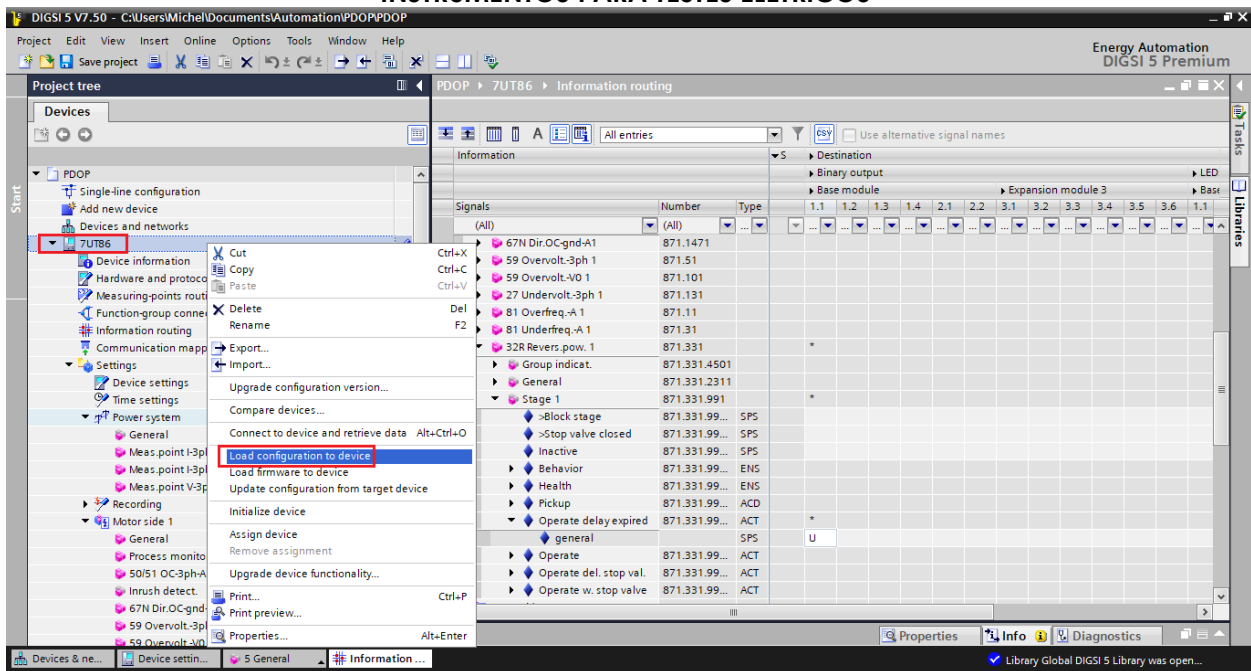 INSTRUMENTOS PARA TESTES ELÉTRICOS
DIGSI 5 V7.50 - C:\Users\Michel\Documents\Automation\PDOP\PDOP
Project Edit View Insert Online Options Tools Window Help
Save project
Energy Automation
DIGSI 5 Premium
Project tree
PDOP 7UT86 Information routing
Devices
A All entries CSV Use alternative signal names
Start
Tasks
Libraries
Information S Destination
Binary output LED
Base module Expansion module 3 Base
Signals Number Type 1.1 1.2 1.3 1.4 2.1 2.2 3.1 3.2 3.3 3.4 3.5 3.6 1.1
(All) (All) ... ... ... ... ... ... ... ... ... ... ... ... ... ...
PDOP
Single-line configuration
Add new device
Devices and networks
7UT86
Device information
Hardware and protoco
Measuring-points routi
Function-group conne
Information routing
Communication mapp
Settings
Device settings
Time settings
Power system
General
Meas.point I-3pl
Meas.point I-3pl
Meas.point V-3p
Recording
Motor side 1
General
Process monito
50/51 OC-3ph-A
Inrush detect.
67N Dir.OC-gnd-
59 Overvolt.-3pl
59 Overvolt.-V0
Cut Ctrl+X
Copy Ctrl+C
Paste Ctrl+V
Delete Del
Rename F2
Export...
Import...
Upgrade configuration version...
Compare devices...
Connect to device and retrieve data Alt+Ctrl+O
Load configuration to device
Load firmware to device
Update configuration from target device
Initialize device
Assign device
Remove assignment
Upgrade device functionality...
Print... Ctrl+P
Print preview...
Properties... Alt+Enter
67N Dir.OC-gnd-A1 871.1471
59 Overvolt.-3ph 1 871.51
59 Overvolt.-V0 1 871.101
27 Undervolt.-3ph 1 871.131
81 Overfreq.-A 1 871.11
81 Underfreq.-A 1 871.31
32R Revers.pow. 1 871.331 *
Group indicat. 871.331.4501
General 871.331.2311
Stage 1 871.331.991 *
>Block stage 871.331.99... SPS
>Stop valve closed 871.331.99... SPS
Inactive 871.331.99... SPS
Behavior 871.331.99... ENS
Health 871.331.99... ENS
Pickup 871.331.99... ACD
Operate delay expired 871.331.99... ACT *
general SPS U
Operate 871.331.99... ACT
Operate del. stop val. 871.331.99... ACT
Operate w. stop valve 871.331.99... ACT
Properties Info Diagnostics
Devices & ne... Device settin... 5 General Information ... Library Global DIGSI 5 Library was open...